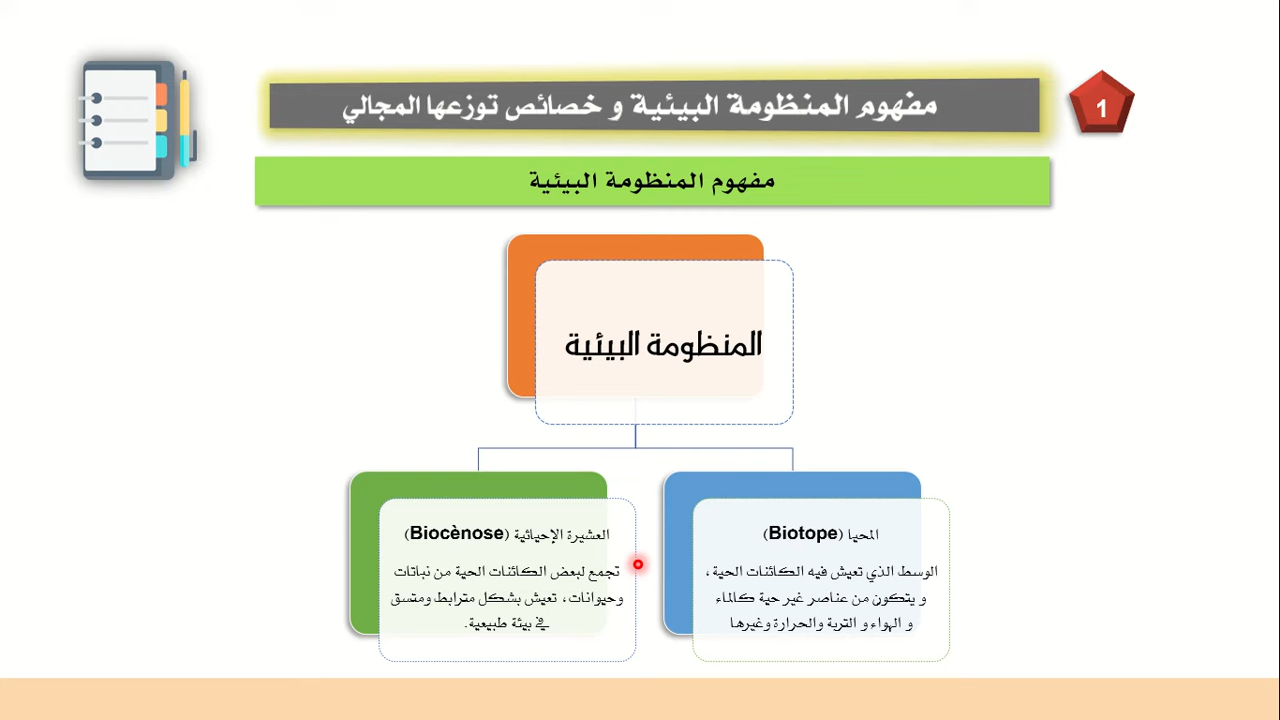 1
مفهوم المنظومة البيئية و خصائص توزعها المجالي
مفهوم المنظومة البيئية
المنظومة البيئية
المحيا (Biotope)
الوسط الذي تعيش فيه الكائنات الحية،
و يتكون من عناصر غير حية كالماء
و الهواء و التربة والحرارة وغيرها
العشيرة الإحيائية (Biocènose)
تجمع لبعض الكائنات الحية من نباتات
وحيوانات، تعيش بشكل مترابط ومتسق
في بيئة طبيعية.